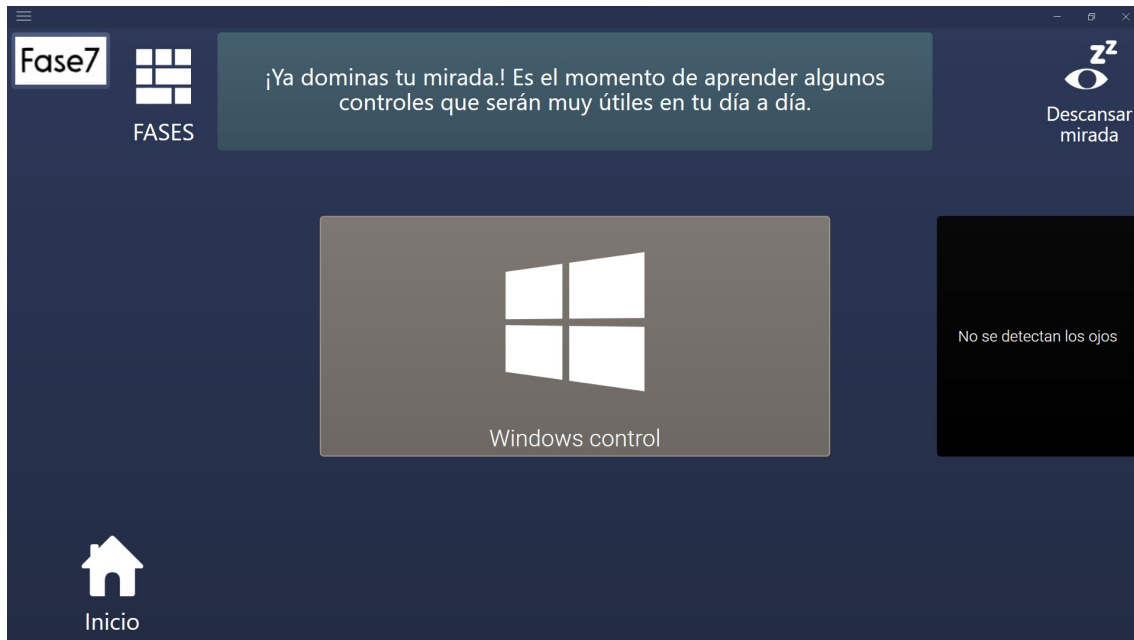 Fase7
FASES
¡Ya dominas tu mirada.! Es el momento de aprender algunos
controles que serán muy útiles en tu día a día.
zz
Descansar
mirada
Windows control
No se detectan los ojos
Inicio